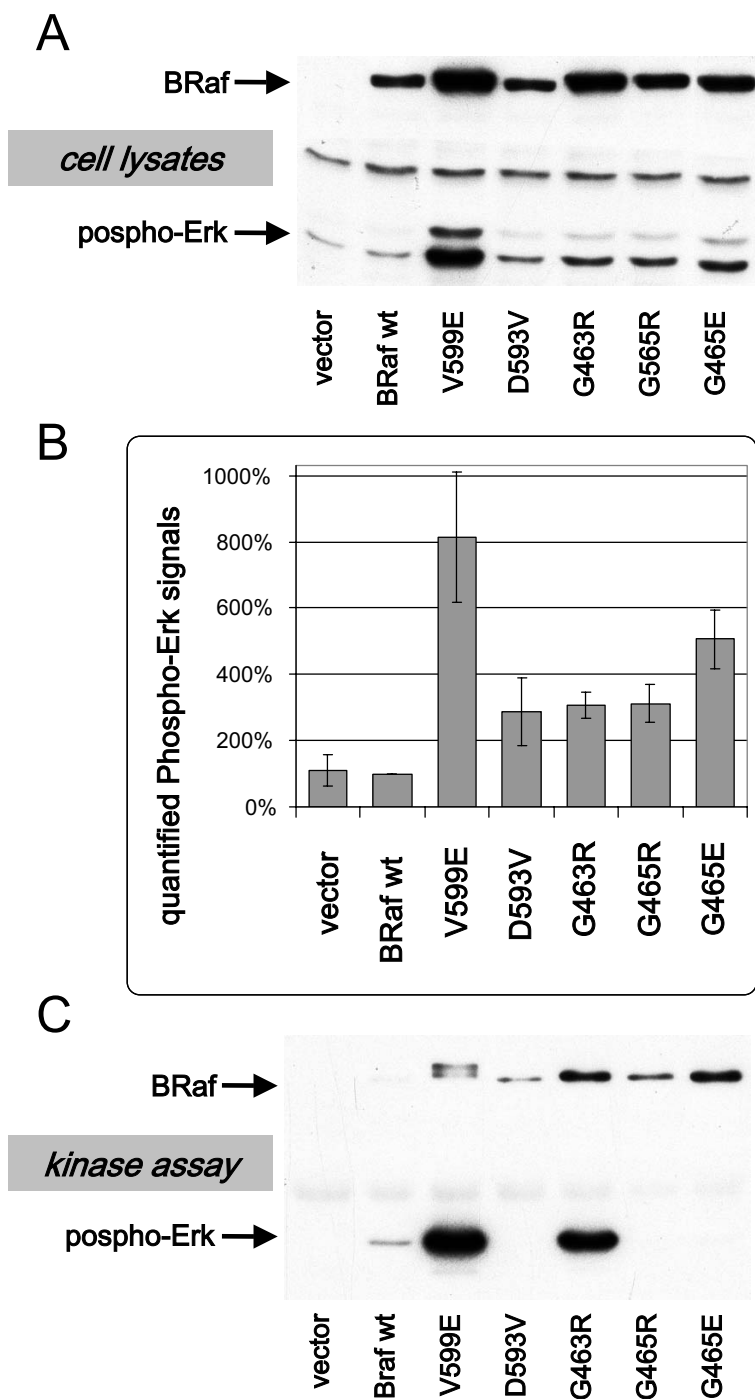 A
BRaf
cell lysates
pospho-Erk
vector
BRaf wt
V599E
D593V
G463R
G565R
G465E
B
quantified Phospho-Erk signals
1000%
800%
600%
400%
200%
0%
vector
BRaf wt
V599E
D593V
G463R
G465R
G465E
C
BRaf
kinase assay
pospho-Erk
vector
Braf wt
V599E
D593V
G463R
G465R
G465E